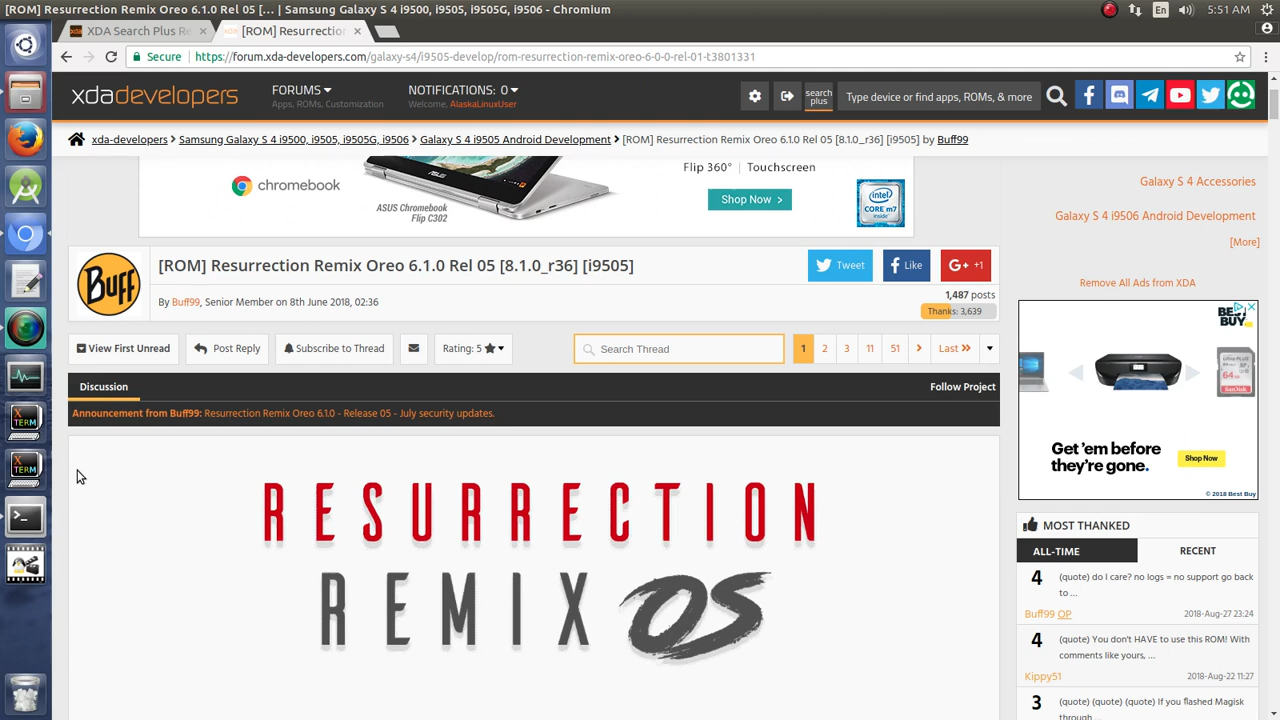 [ROM] Resurrection Remix Oreo 6.1.0 Rel 05 [... | Samsung Galaxy S 4 i9500, i9505, i9505G, i9506 - Chromium
En
5:51 AM
XDA Search Plus Re
[ROM] Resurrection
Secure
https://forum.xda-developers.com/galaxy-s4/i9505-develop/rom-resurrection-remix-oreo-6-0-0-rel-01-t3801331
xdadevelopers
FORUMS
Apps, ROMs, Customization
NOTIFICATIONS: 0
Welcome, AlaskaLinuxUser
search plus
Type device or find apps, ROMs, & more
xda-developers
Samsung Galaxy S 4 i9500, i9505, i9505G, i9506
Galaxy S 4 i9505 Android Development
[ROM] Resurrection Remix Oreo 6.1.0 Rel 05 [8.1.0_r36] [i9505] by Buff99
chromebook
ASUS Chromebook
Flip C302
Flip 360° | Touchscreen
Shop Now >
intel
CORE m7
inside
Galaxy S 4 Accessories
Galaxy S 4 i9506 Android Development
[More]
BUFF
[ROM] Resurrection Remix Oreo 6.1.0 Rel 05 [8.1.0_r36] [i9505]
By Buff99, Senior Member on 8th June 2018, 02:36
Tweet
Like
G+ +1
1,487 posts
Thanks: 3,639
Remove All Ads from XDA
View First Unread
Post Reply
Subscribe to Thread
Rating: 5
Search Thread
1
2
3
11
51
Last
Discussion
Follow Project
Announcement from Buff99: Resurrection Remix Oreo 6.1.0 - Release 05 - July security updates.
RESURRECTION
REMIX OS
BEST
BUY
64
Get 'em before
they're gone.
Shop Now
© 2018 Best Buy
MOST THANKED
ALL-TIME
RECENT
4
(quote) do I care? no logs = no support go back
to ...
Buff99 OP
2018-Aug-27 23:24
4
(quote) You don't HAVE to use this ROM! With
comments like yours, ...
Kippy51
2018-Aug-22 11:27
3
(quote) (quote) (quote) If you flashed Magisk
through...
X
TERM
X
TERM